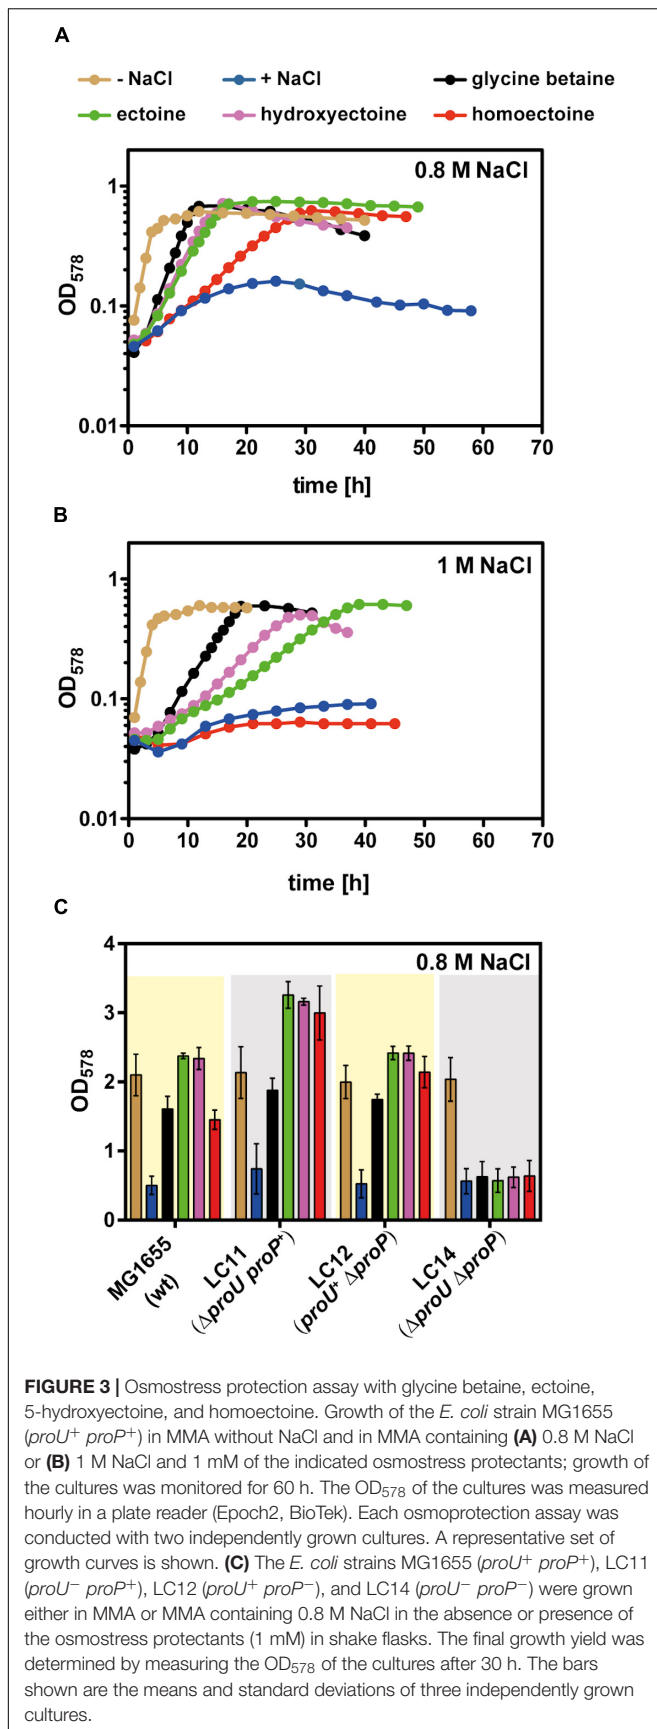 A
- NaCl + NaCl glycine betaine
ectoine hydroxyectoine homoectoine
0.8 M NaCl
1
0.1
0.01
OD578
0 10 20 30 40 50 60 70
time [h]
B
1 M NaCl
1
0.1
0.01
OD578
0 10 20 30 40 50 60 70
time [h]
C
0.8 M NaCl
4
3
2
1
0
OD578
MG1655
(wt)
LC11
(ΔproU proP⁺)
LC12
(proU⁺ ΔproP)
LC14
(ΔproU ΔproP)
FIGURE 3 | Osmostress protection assay with glycine betaine, ectoine,
5-hydroxyectoine, and homoectoine. Growth of the E. coli strain MG1655
(proU⁺ proP⁺) in MMA without NaCl and in MMA containing (A) 0.8 M NaCl
or (B) 1 M NaCl and 1 mM of the indicated osmostress protectants; growth of
the cultures was monitored for 60 h. The OD578 of the cultures was measured
hourly in a plate reader (Epoch2, BioTek). Each osmoprotection assay was
conducted with two independently grown cultures. A representative set of
growth curves is shown. (C) The E. coli strains MG1655 (proU⁺ proP⁺), LC11
(proU⁻ proP⁺), LC12 (proU⁺ proP⁻), and LC14 (proU⁻ proP⁻) were grown
either in MMA or MMA containing 0.8 M NaCl in the absence or presence of
the osmostress protectants (1 mM) in shake flasks. The final growth yield was
determined by measuring the OD578 of the cultures after 30 h. The bars
shown are the means and standard deviations of three independently grown
cultures.